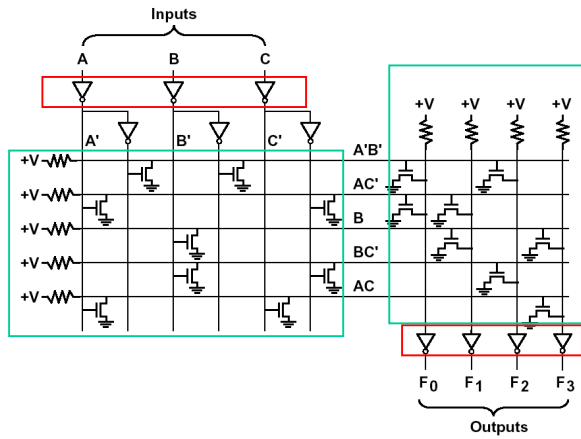 Inputs
A B C
+V +V +V +V
A' B' C'
A'B'
+V
AC'
+V
B
+V
BC'
+V
AC
+V
F0 F1 F2 F3
Outputs